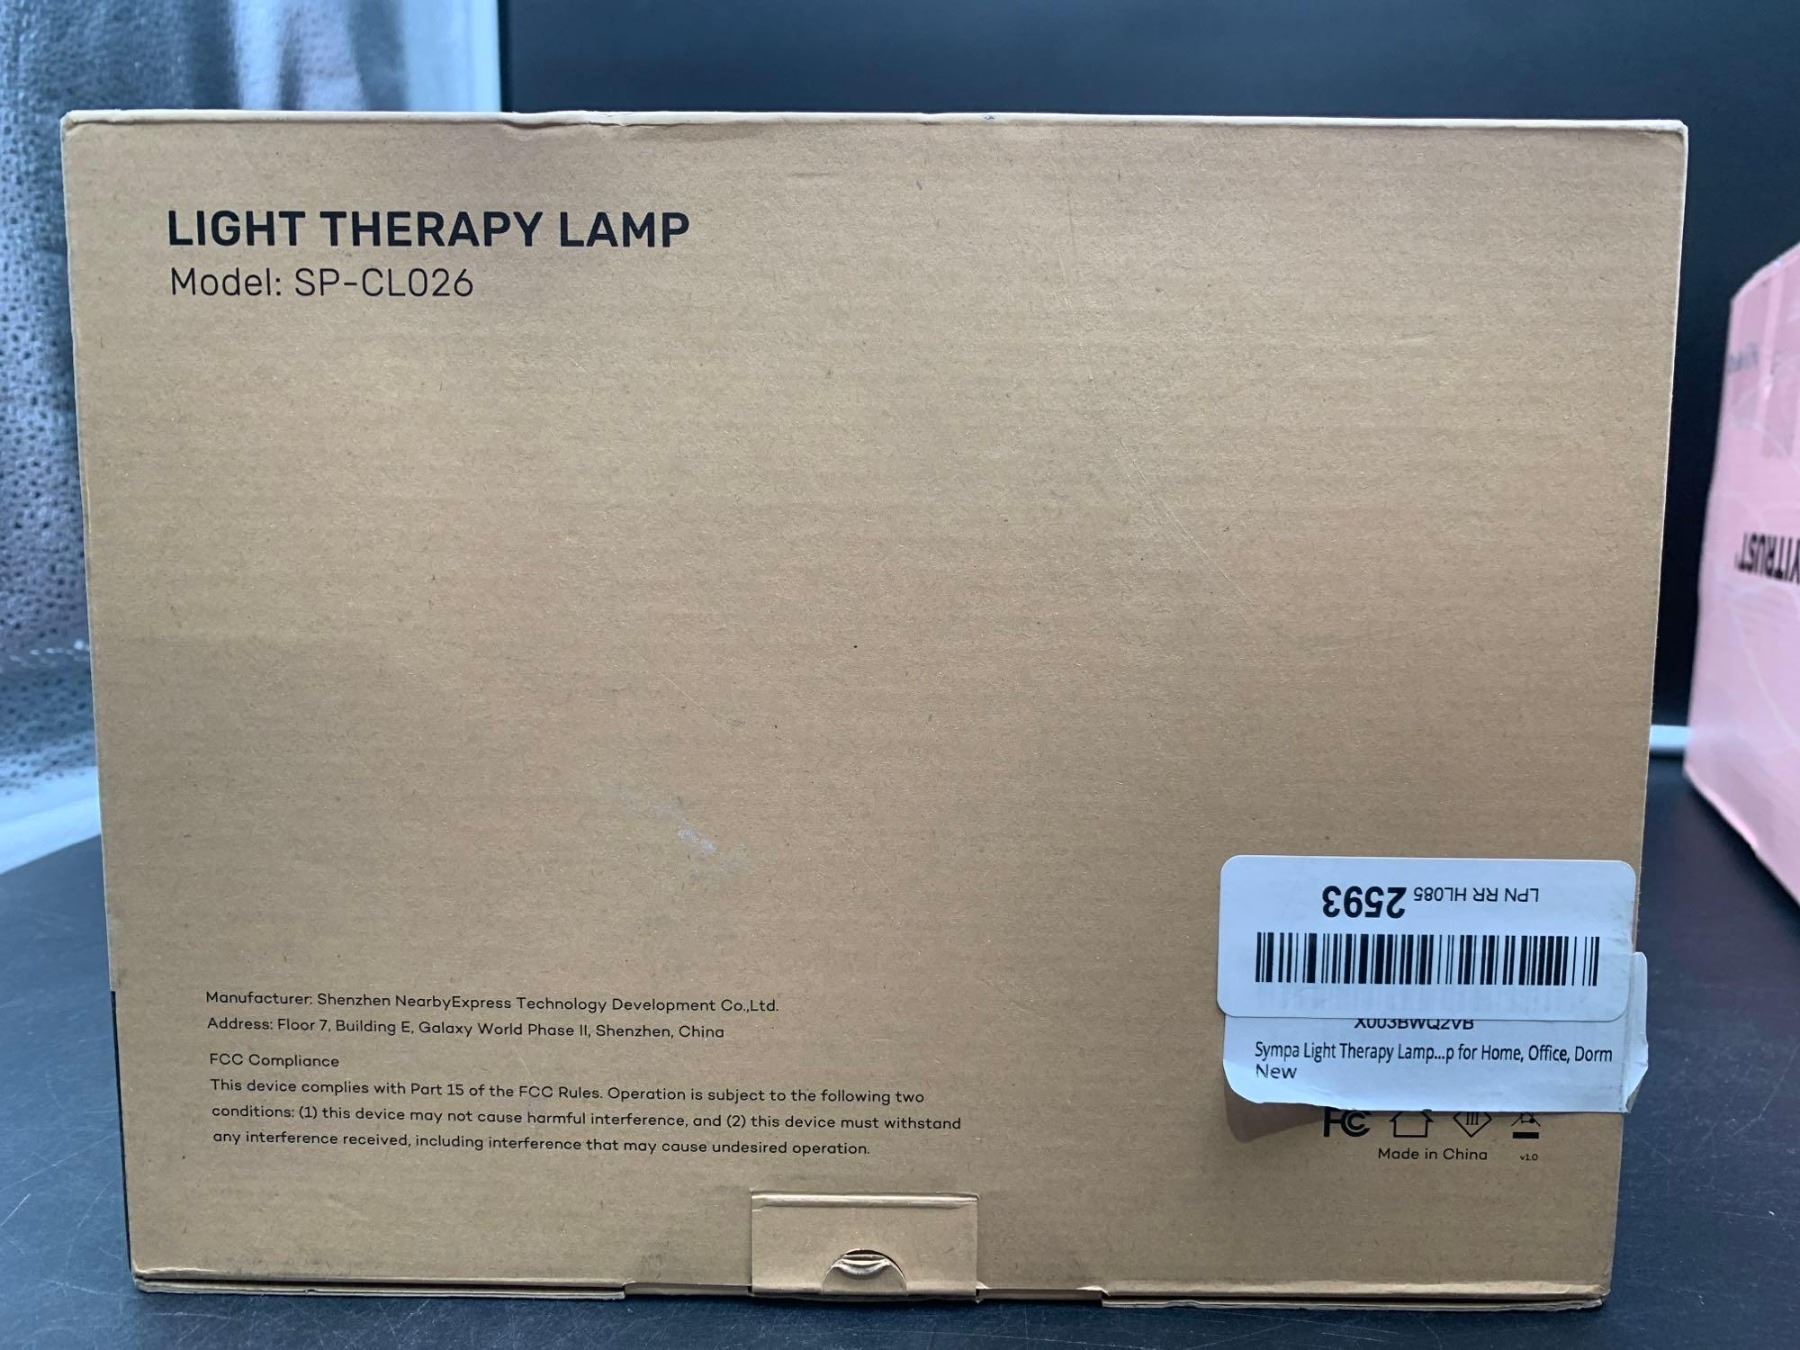 LIGHT THERAPY LAMP
Model: SP-CL026
Manufacturer: Shenzhen NearbyExpress Technology Development Co.,Ltd.
Address: Floor 7, Building E, Galaxy World Phase II, Shenzhen, China
FCC Compliance
This device complies with Part 15 of the FCC Rules. Operation is subject to the following two
conditions: (1) this device may not cause harmful interference, and (2) this device must withstand
any interference received, including interference that may cause undesired operation.
LPN RR HL085 2593
X003BWQ2VB
Sympa Light Therapy Lamp...p for Home, Office, Dorm
New
FC
Made in China
v1.0
YITRUST